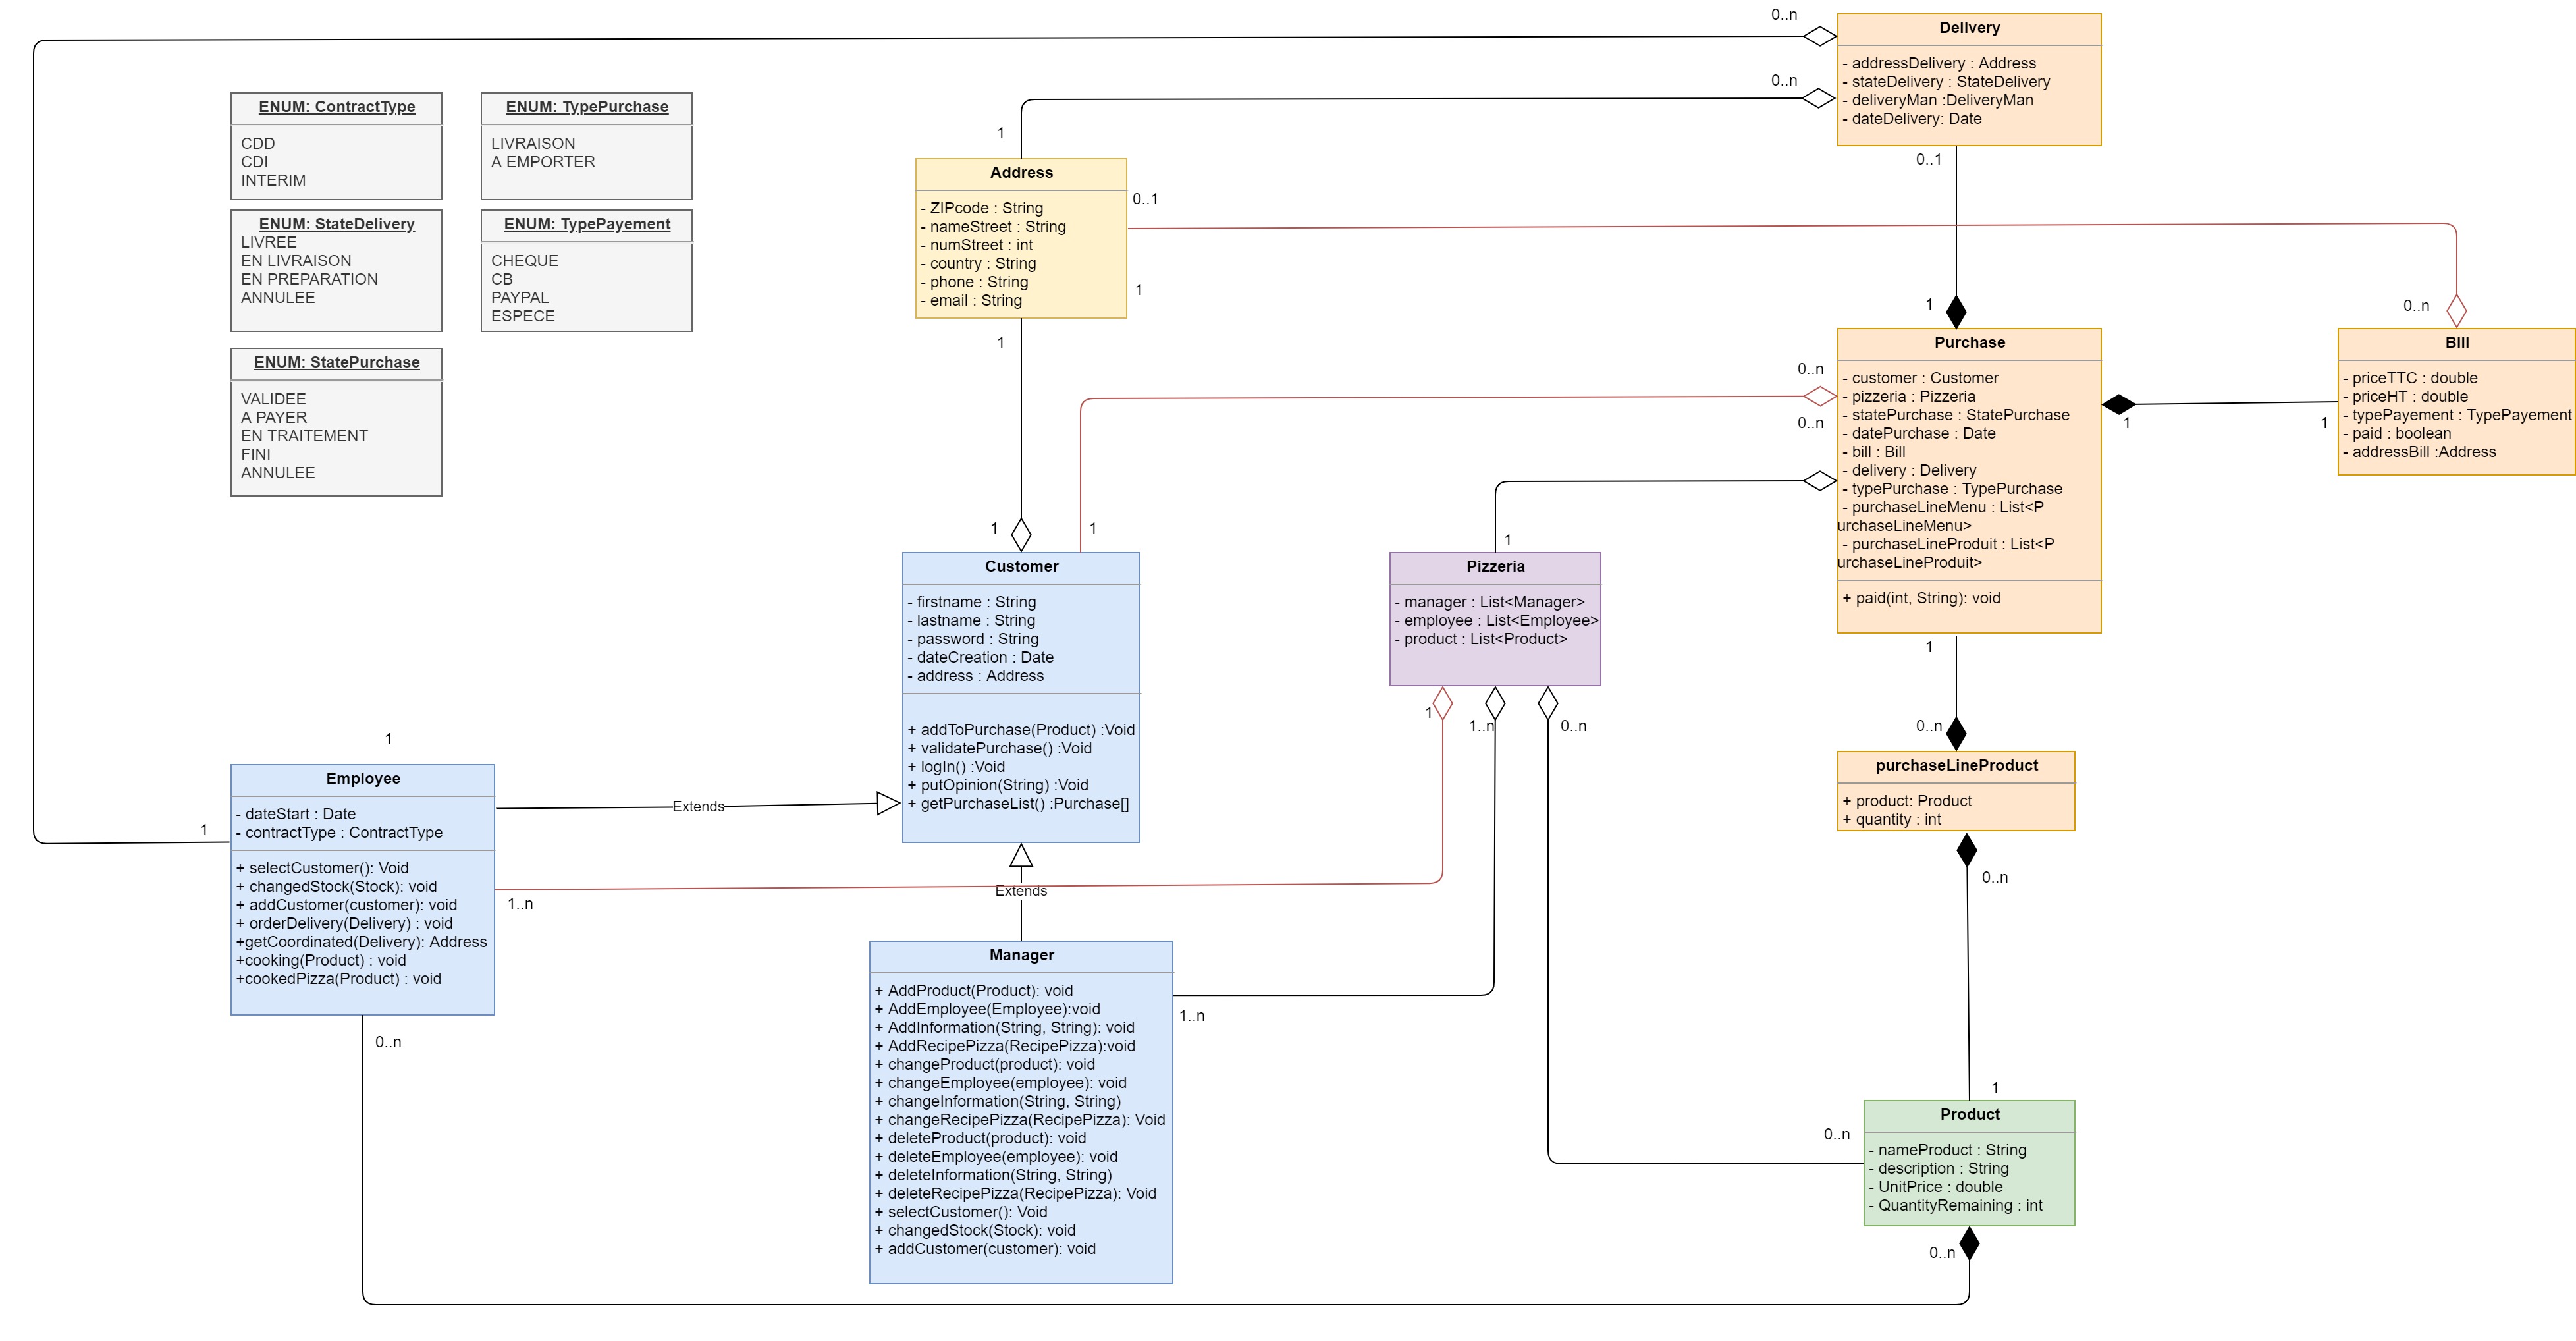 0..n
Delivery
- addressDelivery : Address
- stateDelivery : StateDelivery
- deliveryMan :DeliveryMan
- dateDelivery: Date
0..n
1
0..1
ENUM: ContractType
CDD
CDI
INTERIM
ENUM: TypePurchase
LIVRAISON
A EMPORTER
ENUM: StateDelivery
LIVREE
EN LIVRAISON
EN PREPARATION
ANNULEE
ENUM: TypePayement
CHEQUE
CB
PAYPAL
ESPECE
ENUM: StatePurchase
VALIDEE
A PAYER
EN TRAITEMENT
FINI
ANNULEE
Address
- ZIPcode : String
- nameStreet : String
- numStreet : int
- country : String
- phone : String
- email : String
0..1
1
1
1
0..n
0..n
0..n
Purchase
- customer : Customer
- pizzeria : Pizzeria
- statePurchase : StatePurchase
- datePurchase : Date
- bill : Bill
- delivery : Delivery
- typePurchase : TypePurchase
- purchaseLineMenu : List<P
urchaseLineMenu>
- purchaseLineProduit : List<P
urchaseLineProduit>
+ paid(int, String): void
1
1
Bill
- priceTTC : double
- priceHT : double
- typePayement : TypePayement
- paid : boolean
- addressBill :Address
1
1
1
Customer
- firstname : String
- lastname : String
- password : String
- dateCreation : Date
- address : Address
+ addToPurchase(Product) :Void
+ validatePurchase() :Void
+ logIn() :Void
+ putOpinion(String) :Void
+ getPurchaseList() :Purchase[]
Pizzeria
- manager : List<Manager>
- employee : List<Employee>
- product : List<Product>
1
1..n
0..n
1
0..n
purchaseLineProduct
+ product: Product
+ quantity : int
0..n
1
1
Employee
- dateStart : Date
- contractType : ContractType
+ selectCustomer(): Void
+ changedStock(Stock): void
+ addCustomer(customer): void
+ orderDelivery(Delivery) : void
+getCoordinated(Delivery): Address
+cooking(Product) : void
+cookedPizza(Product) : void
Extends
1..n
0..n
Extends
Manager
+ AddProduct(Product): void
+ AddEmployee(Employee):void
+ AddInformation(String, String): void
+ AddRecipePizza(RecipePizza):void
+ changeProduct(product): void
+ changeEmployee(employee): void
+ changeInformation(String, String)
+ changeRecipePizza(RecipePizza): Void
+ deleteProduct(product): void
+ deleteEmployee(employee): void
+ deleteInformation(String, String)
+ deleteRecipePizza(RecipePizza): Void
+ selectCustomer(): Void
+ changedStock(Stock): void
+ addCustomer(customer): void
1..n
1
0..n
Product
- nameProduct : String
- description : String
- UnitPrice : double
- QuantityRemaining : int
0..n